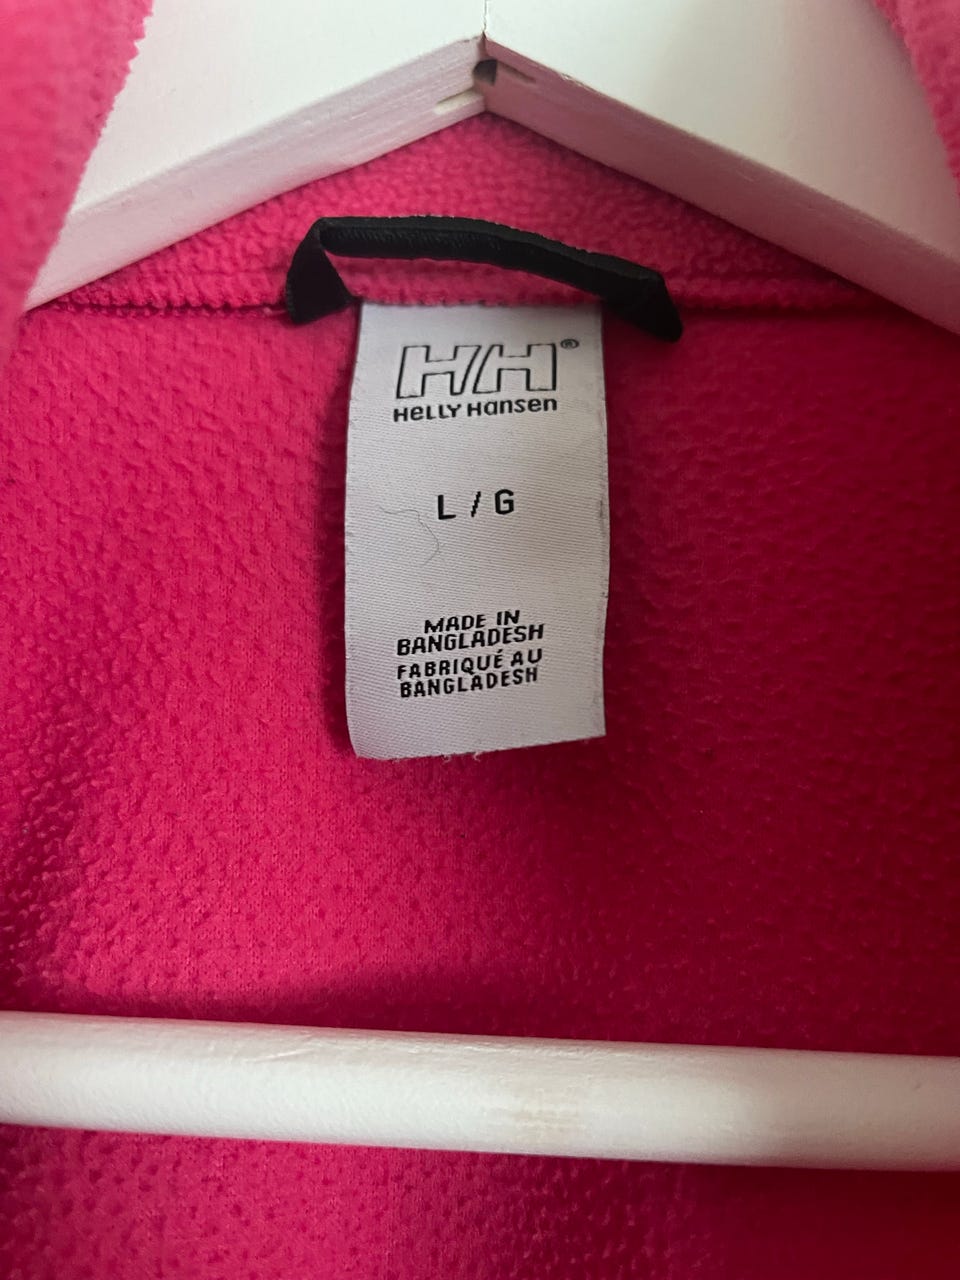 HH®
HELLY HANSEN
L / G
MADE IN
BANGLADESH
FABRIQUÉ AU
BANGLADESH